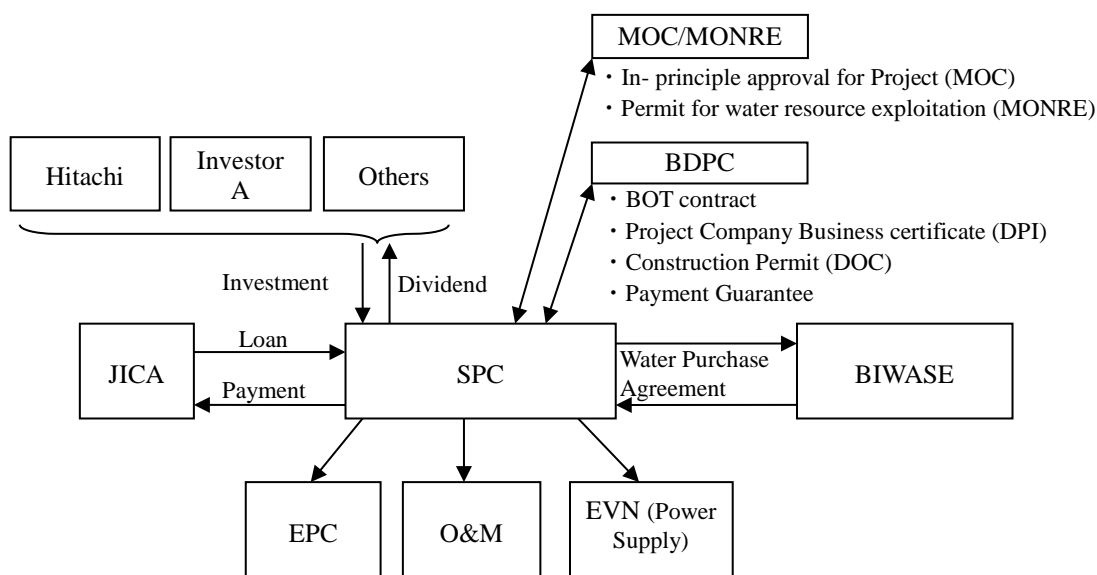 MOC/MONRE
・In- principle approval for Project (MOC)
・Permit for water resource exploitation (MONRE)
Hitachi
Investor
A
Others
BDPC
・BOT contract
・Project Company Business certificate (DPI)
・Construction Permit (DOC)
・Payment Guarantee
Investment
Dividend
JICA
Loan
Payment
SPC
Water Purchase
Agreement
BIWASE
EPC
O&M
EVN (Power
Supply)